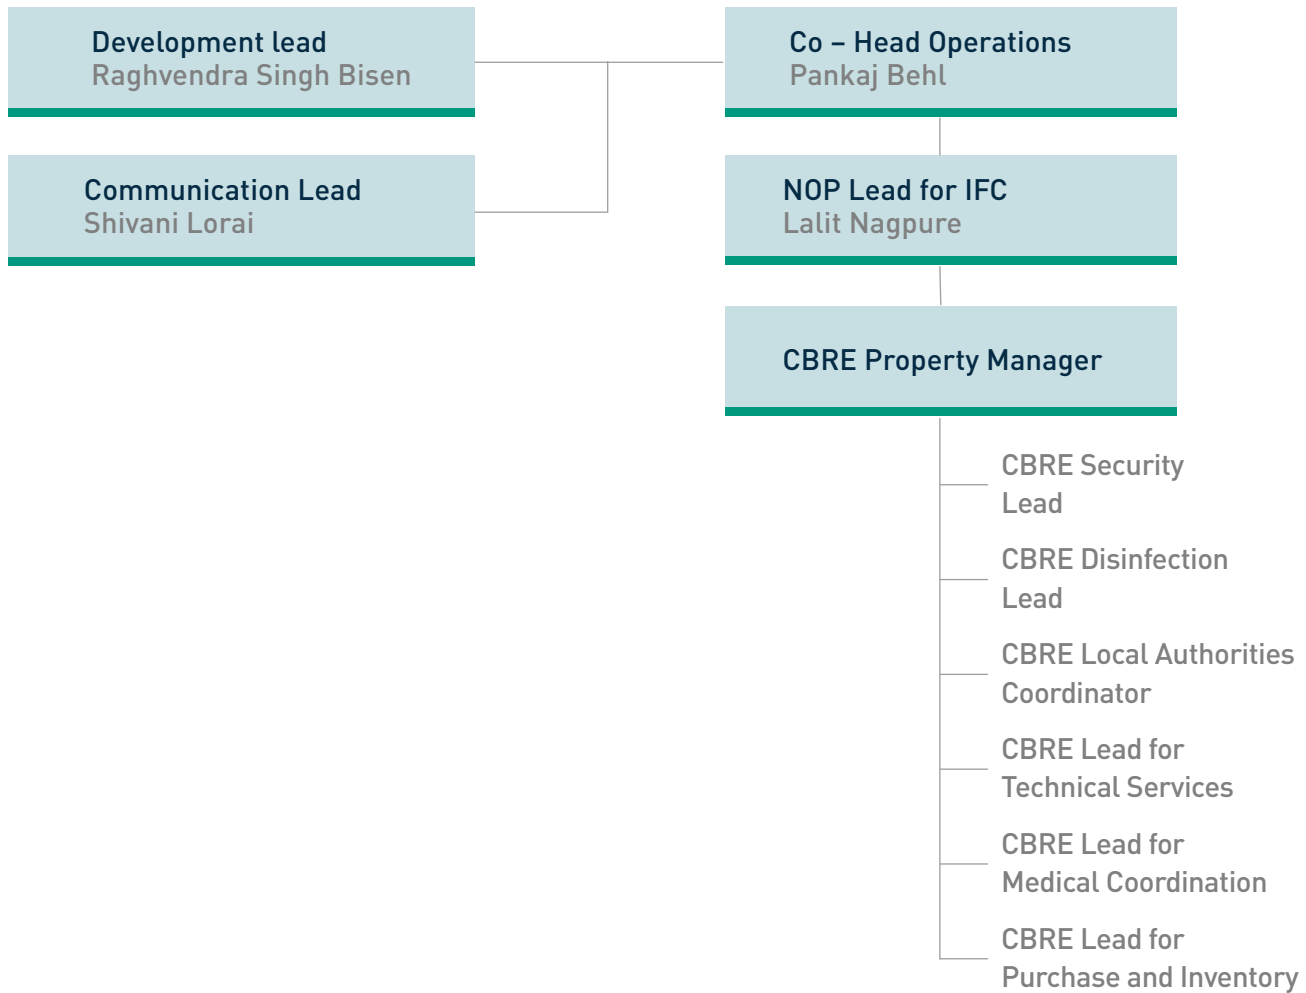 Development lead
Raghvendra Singh Bisen
Co – Head Operations
Pankaj Behl
Communication Lead
Shivani Lorai
NOP Lead for IFC
Lalit Nagpure
CBRE Property Manager
CBRE Security
Lead
CBRE Disinfection
Lead
CBRE Local Authorities
Coordinator
CBRE Lead for
Technical Services
CBRE Lead for
Medical Coordination
CBRE Lead for
Purchase and Inventory